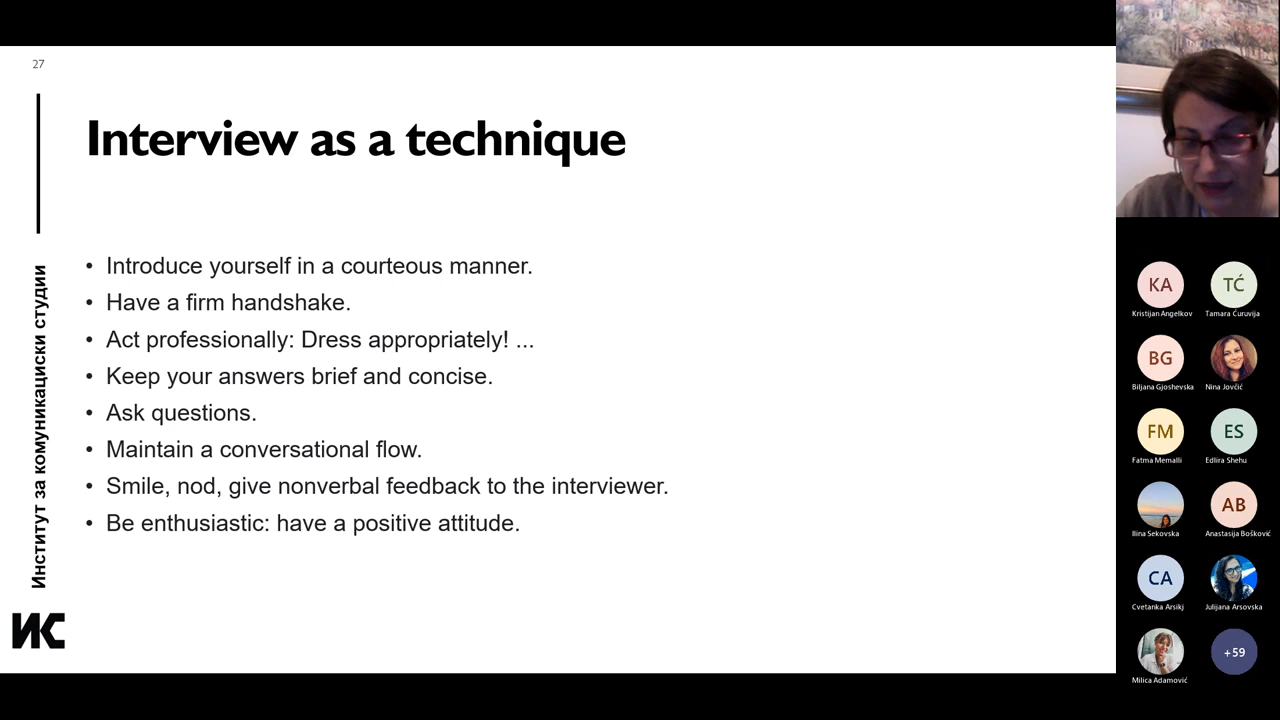 27
Interview as a technique
• Introduce yourself in a courteous manner.
• Have a firm handshake.
• Act professionally: Dress appropriately! ...
• Keep your answers brief and concise.
• Ask questions.
• Maintain a conversational flow.
• Smile, nod, give nonverbal feedback to the interviewer.
• Be enthusiastic: have a positive attitude.
Институт за комуникациски студии
ИС
KA
TĆ
Kristijan Angelkov
Tamara Ćuruvija
BG
Biljana Gjoshevska
Nina Jovčić
FM
ES
Fatma Memalli
Edlira Shehu
AB
Ilina Sekovska
Anastasija Bošković
CA
Cvetanka Arsikj
Julijana Arsovska
+59
Milica Adamović